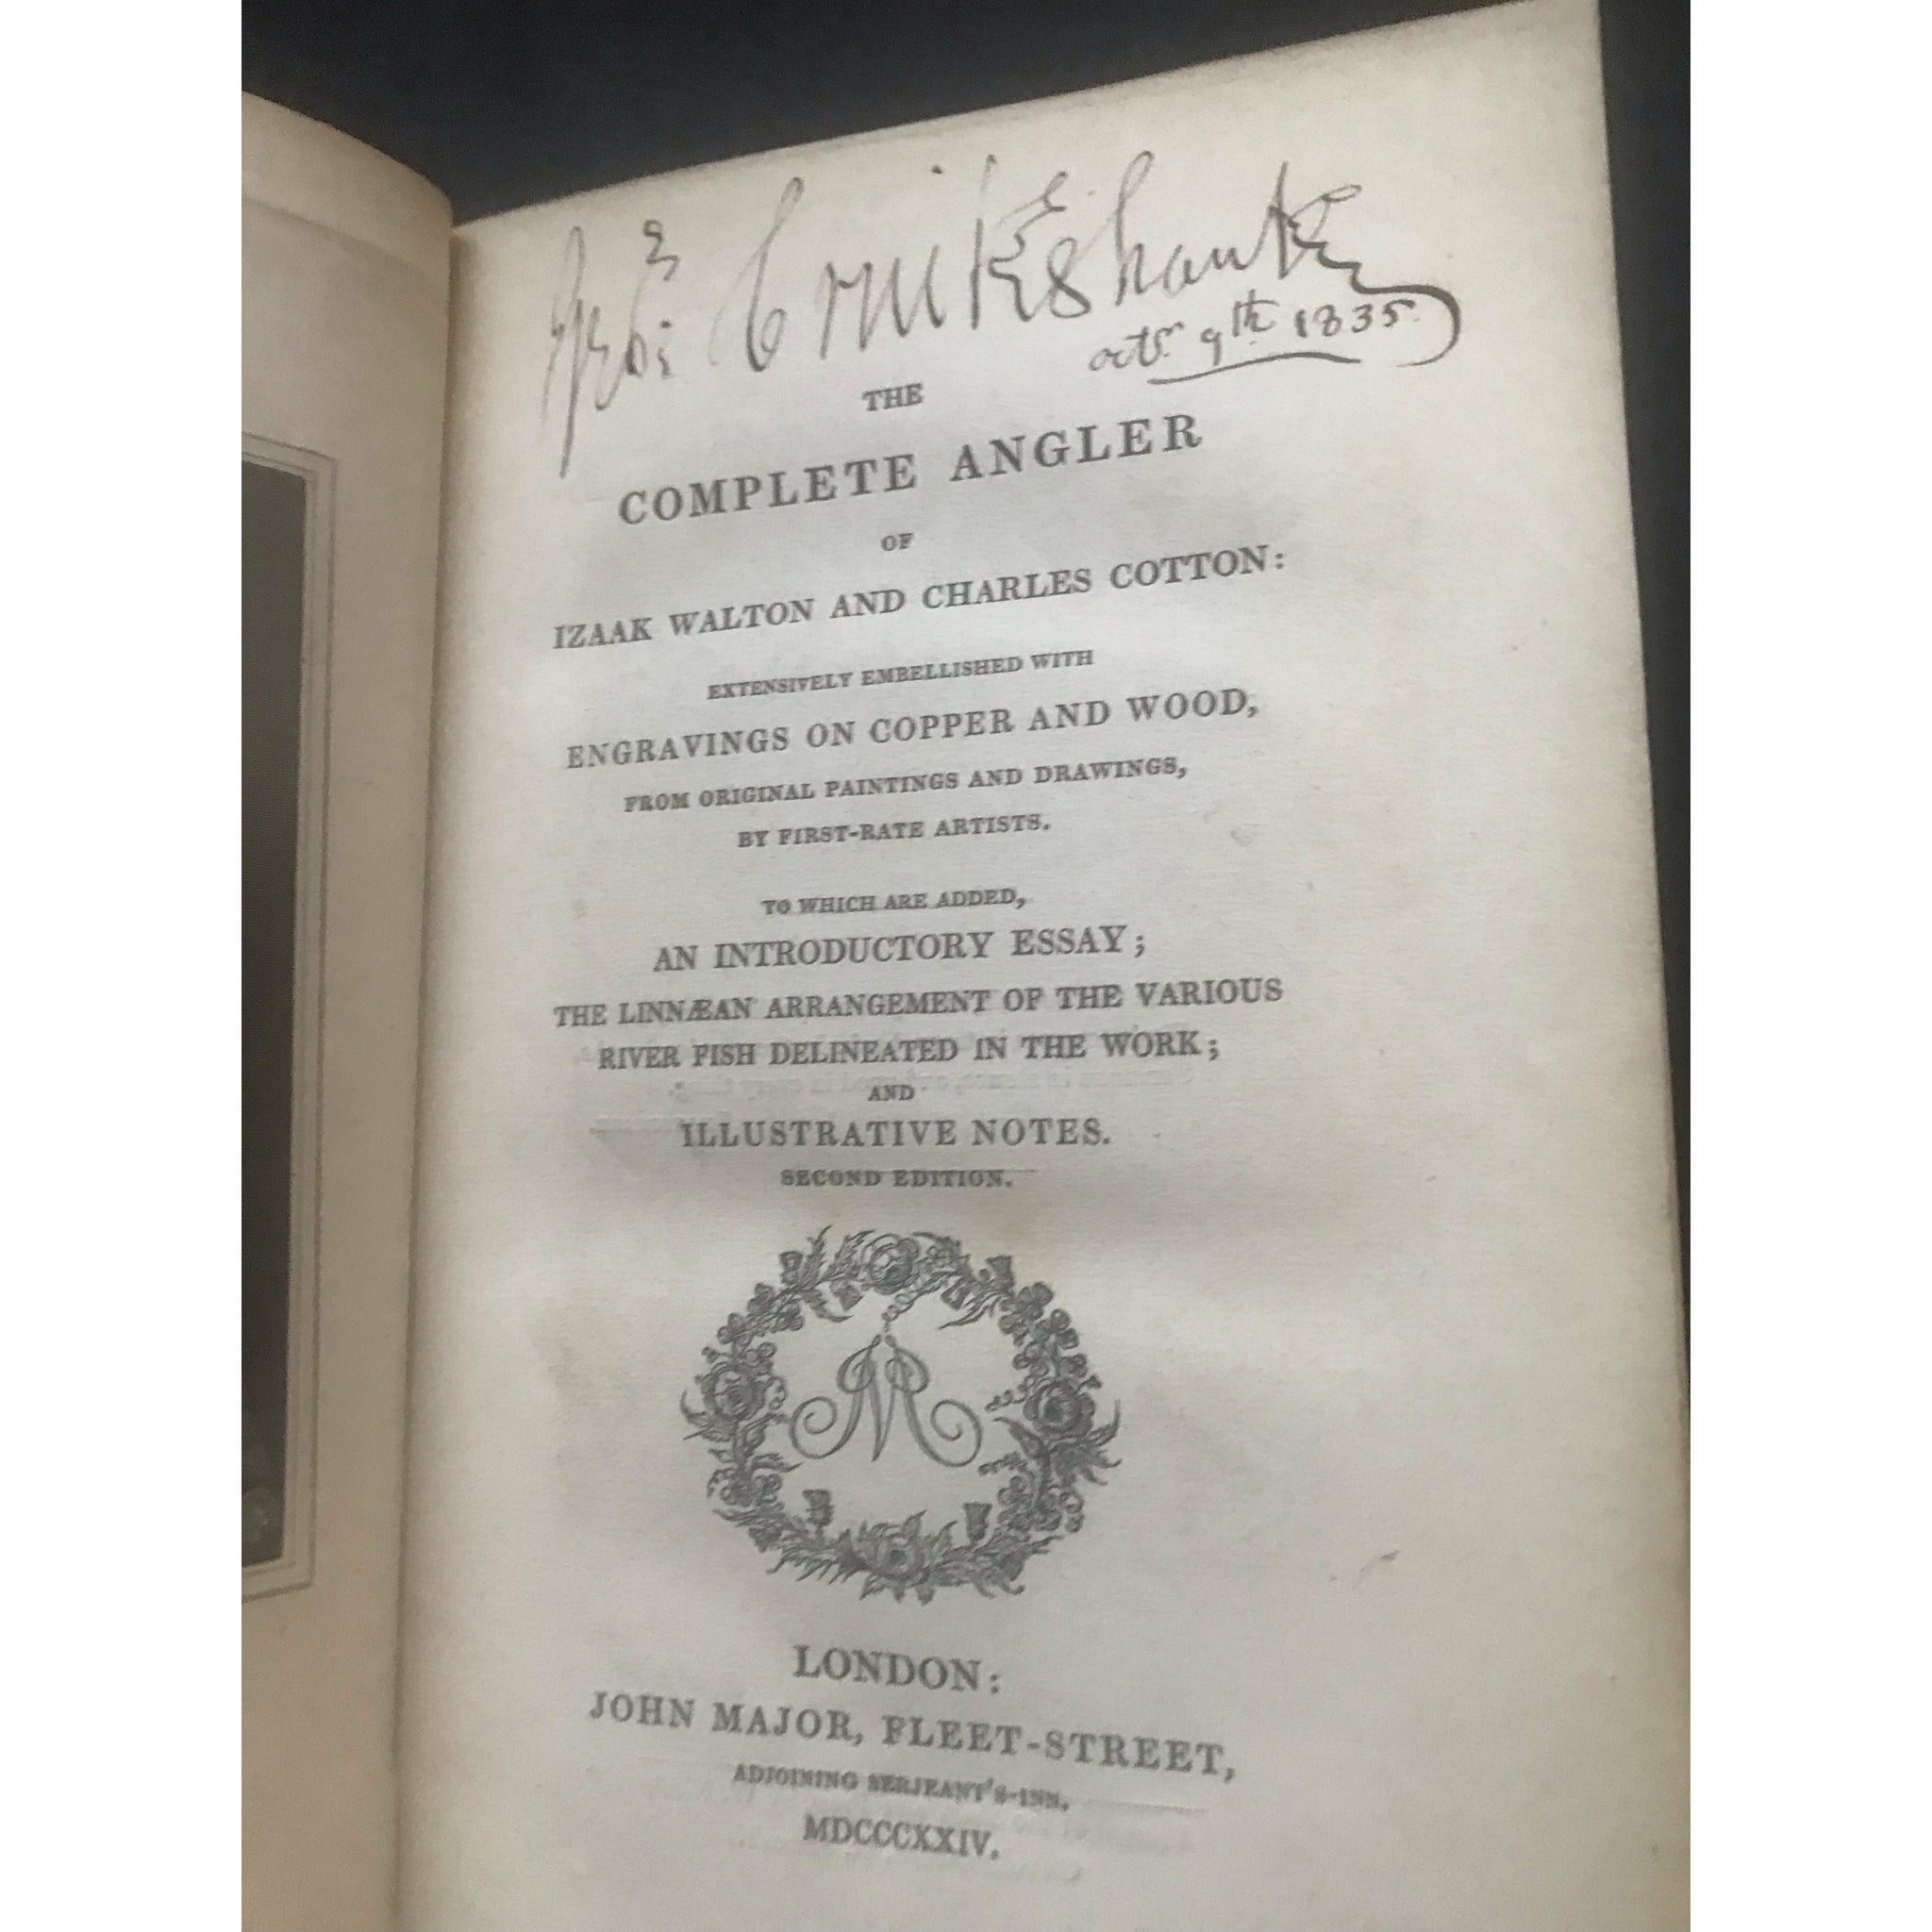 Geo: Cruikshank
octr. 9th 1835.
THE
COMPLETE ANGLER
OF
IZAAK WALTON AND CHARLES COTTON:
EXTENSIVELY EMBELLISHED WITH
ENGRAVINGS ON COPPER AND WOOD,
FROM ORIGINAL PAINTINGS AND DRAWINGS,
BY FIRST-RATE ARTISTS.
TO WHICH ARE ADDED,
AN INTRODUCTORY ESSAY;
THE LINNÆAN ARRANGEMENT OF THE VARIOUS
RIVER FISH DELINEATED IN THE WORK;
AND
ILLUSTRATIVE NOTES.
SECOND EDITION.
LONDON:
JOHN MAJOR, FLEET-STREET,
ADJOINING SERJEANT'S-INN.
MDCCCXXIV.